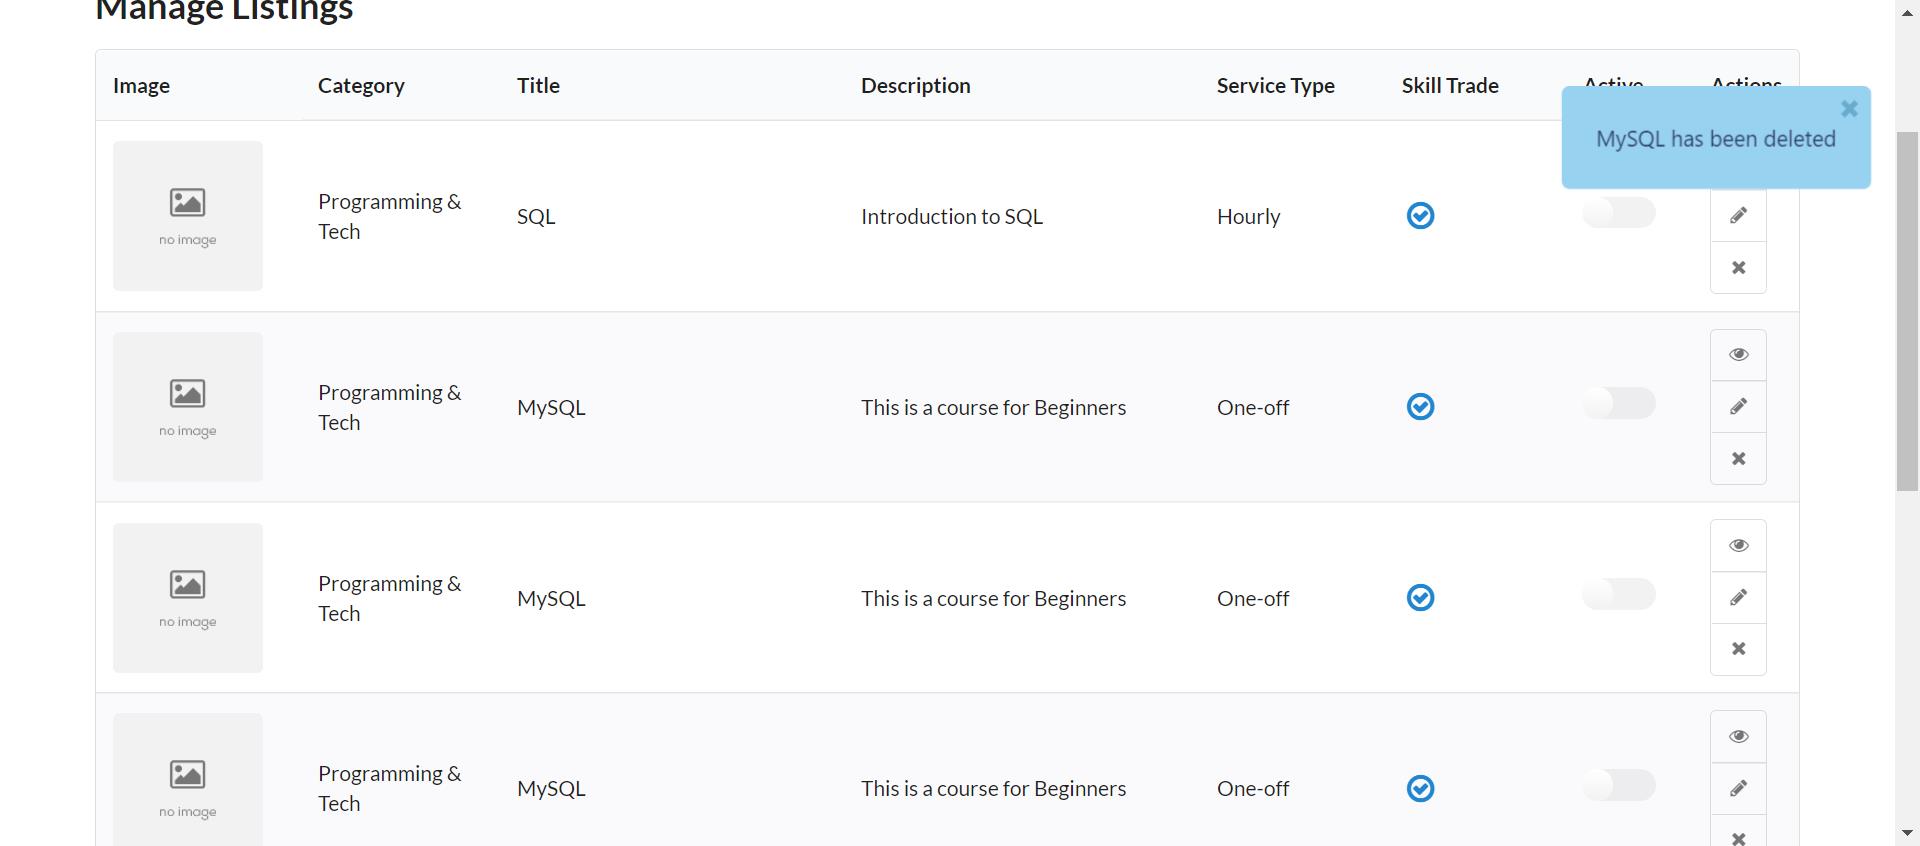 Manage Listings
Image Category Title Description Service Type Skill Trade Active Actions
MySQL has been deleted
no image
Programming &
Tech
SQL
Introduction to SQL
Hourly
no image
Programming &
Tech
MySQL
This is a course for Beginners
One-off
no image
Programming &
Tech
MySQL
This is a course for Beginners
One-off
no image
Programming &
Tech
MySQL
This is a course for Beginners
One-off